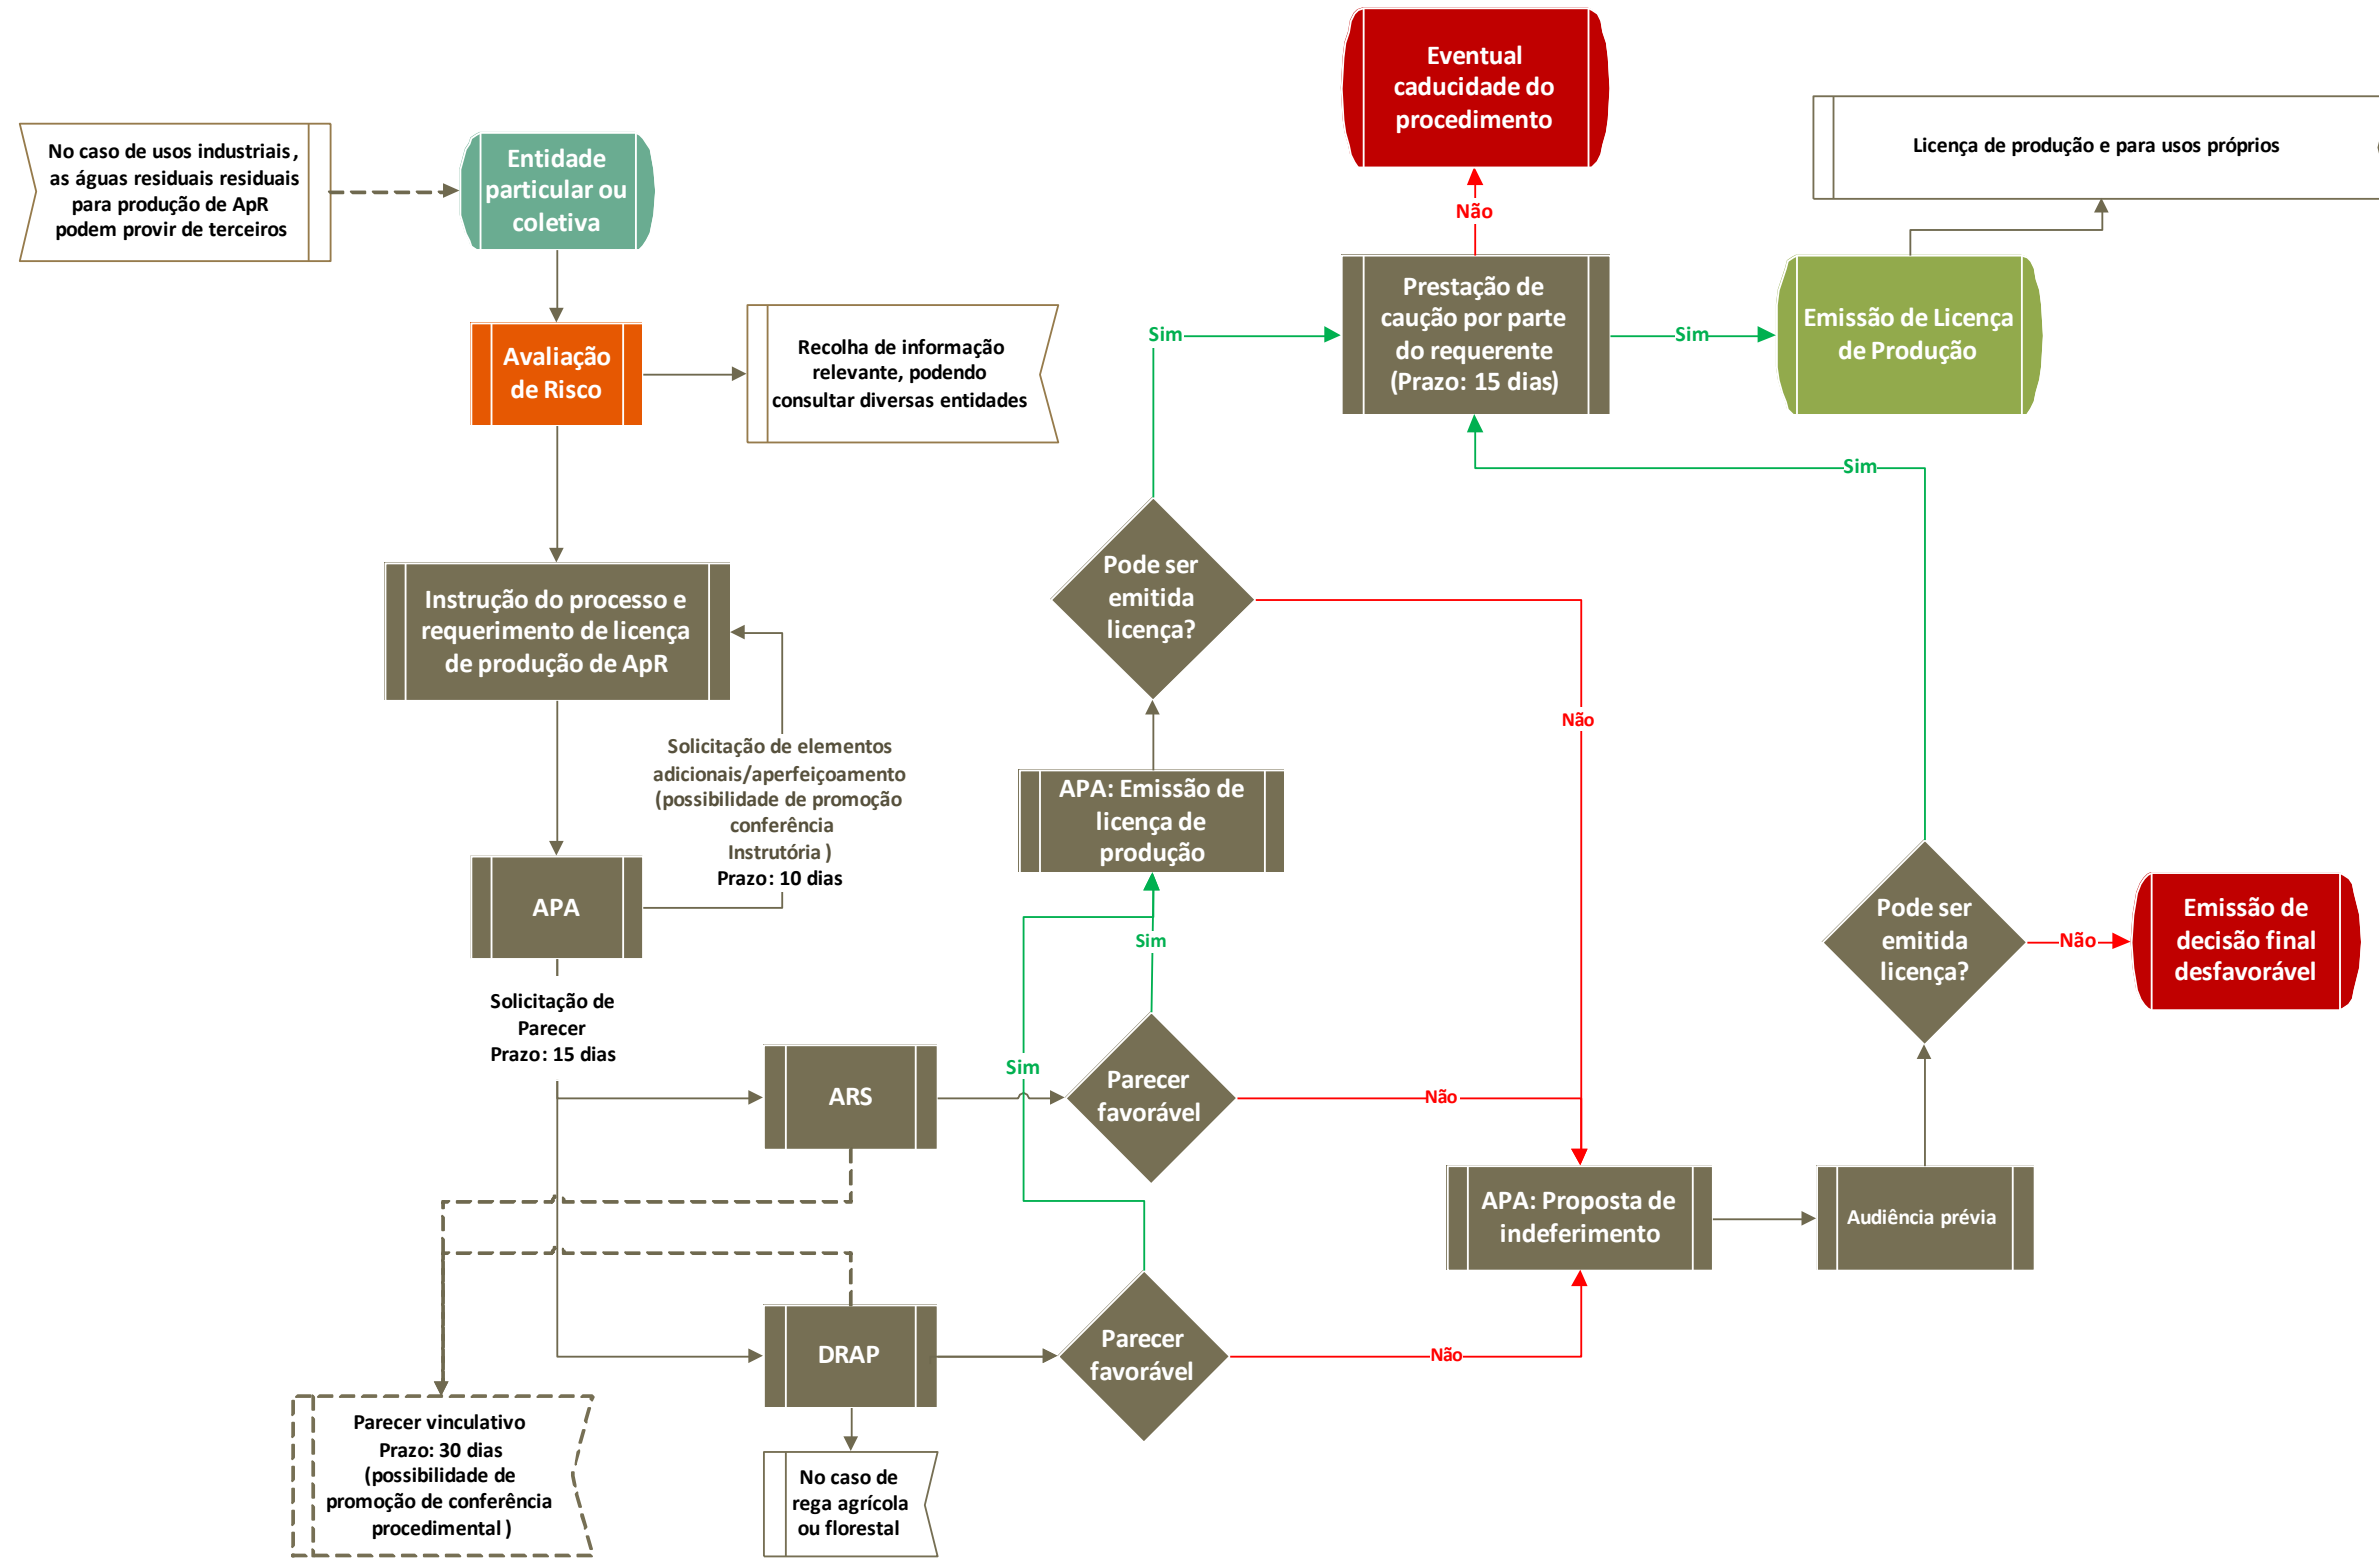 Eventual
caducidade do
procedimento
No caso de usos industriais,
as águas residuais residuais
para produção de ApR
podem provir de terceiros
Entidade
particular ou
coletiva
Licença de produção e para usos próprios
Não
Avaliação
de Risco
Recolha de informação
relevante, podendo
consultar diversas entidades
Sim
Prestação de
caução por parte
do requerente
(Prazo: 15 dias)
Sim
Emissão de Licença
de Produção
Sim
Instrução do processo e
requerimento de licença
de produção de ApR
Pode ser
emitida
licença?
Não
Solicitação de elementos
adicionais/aperfeiçoamento
(possibilidade de promoção
conferência
Instrutória )
Prazo: 10 dias
APA: Emissão de
licença de
produção
APA
Sim
Pode ser
emitida
licença?
Não
Emissão de
decisão final
desfavorável
Solicitação de
Parecer
Prazo: 15 dias
Sim
ARS
Parecer
favorável
Não
APA: Proposta de
indeferimento
Audiência prévia
DRAP
Parecer
favorável
Não
Parecer vinculativo
Prazo: 30 dias
(possibilidade de
promoção de conferência
procedimental )
No caso de
rega agrícola
ou florestal